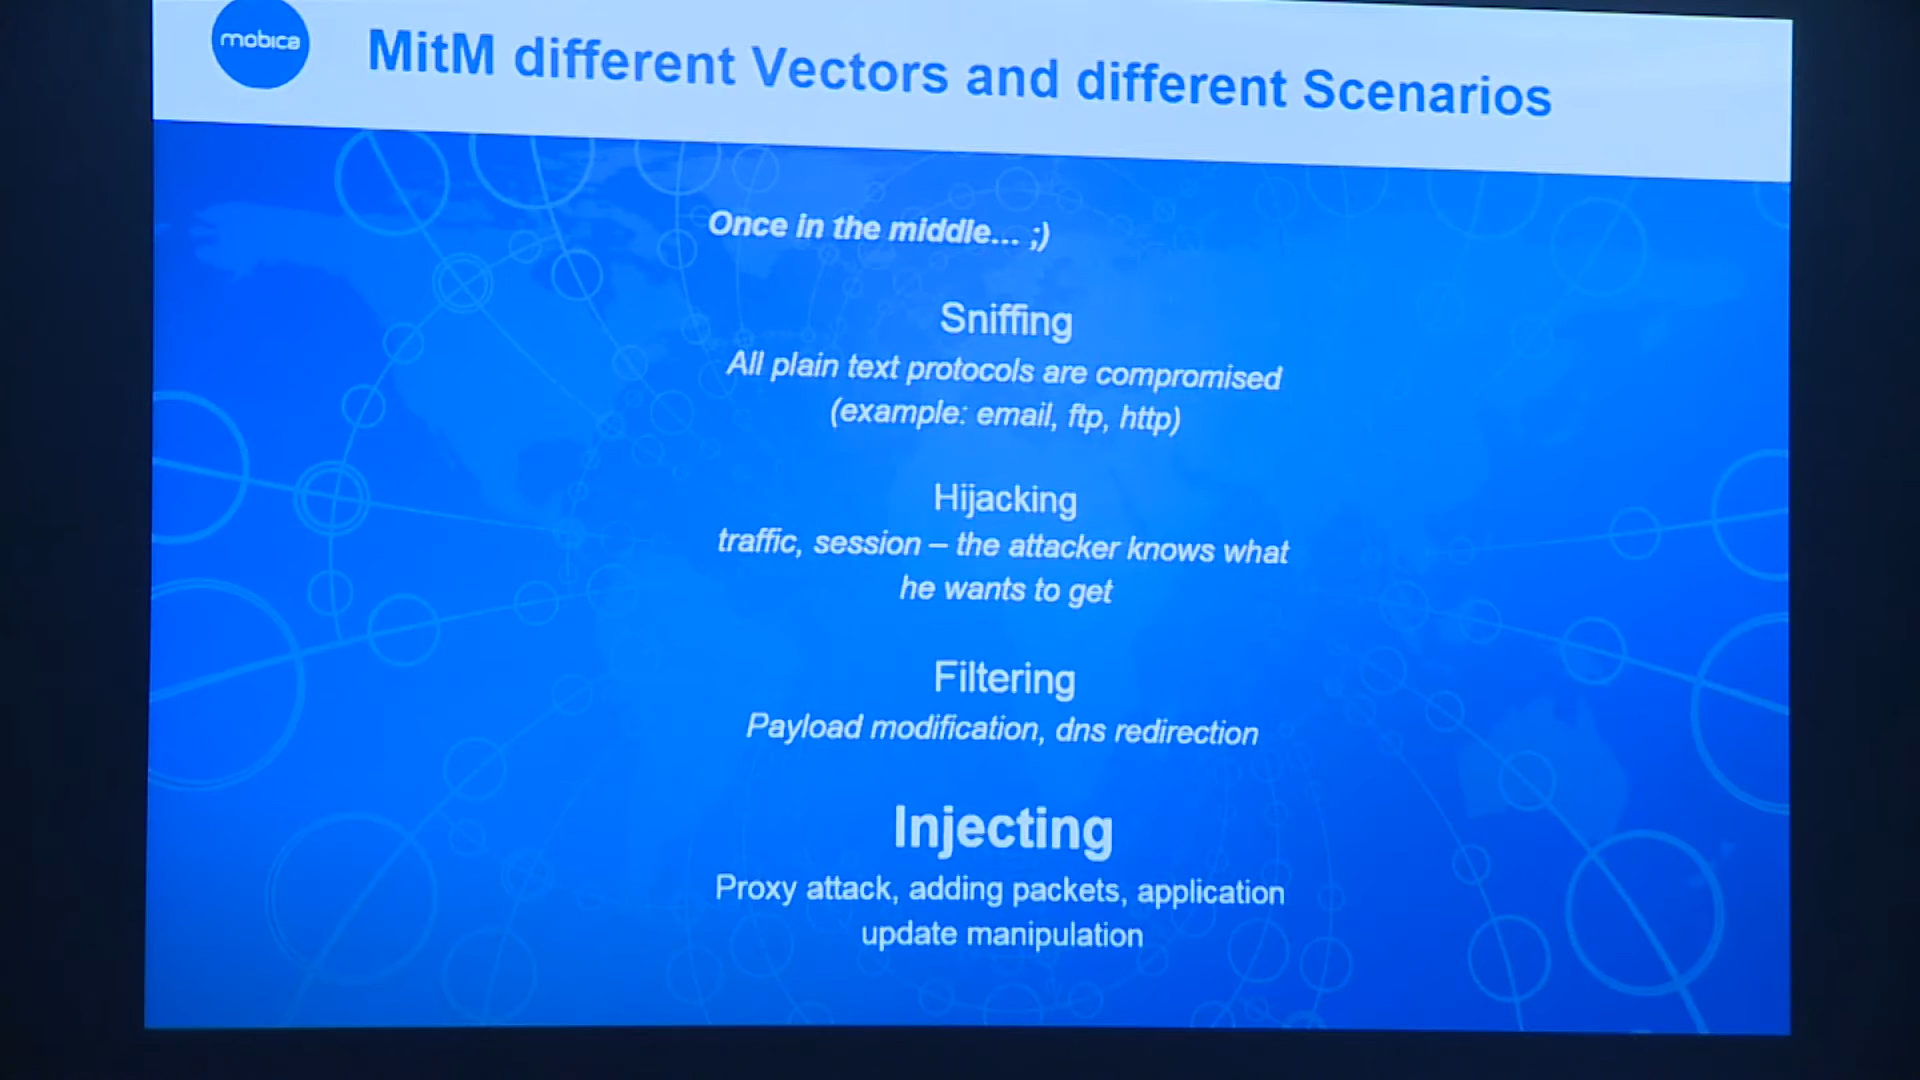 mobica
MitM different Vectors and different Scenarios
Once in the middle... ;)
Sniffing
All plain text protocols are compromised
(example: email, ftp, http)
Hijacking
traffic, session – the attacker knows what
he wants to get
Filtering
Payload modification, dns redirection
Injecting
Proxy attack, adding packets, application
update manipulation